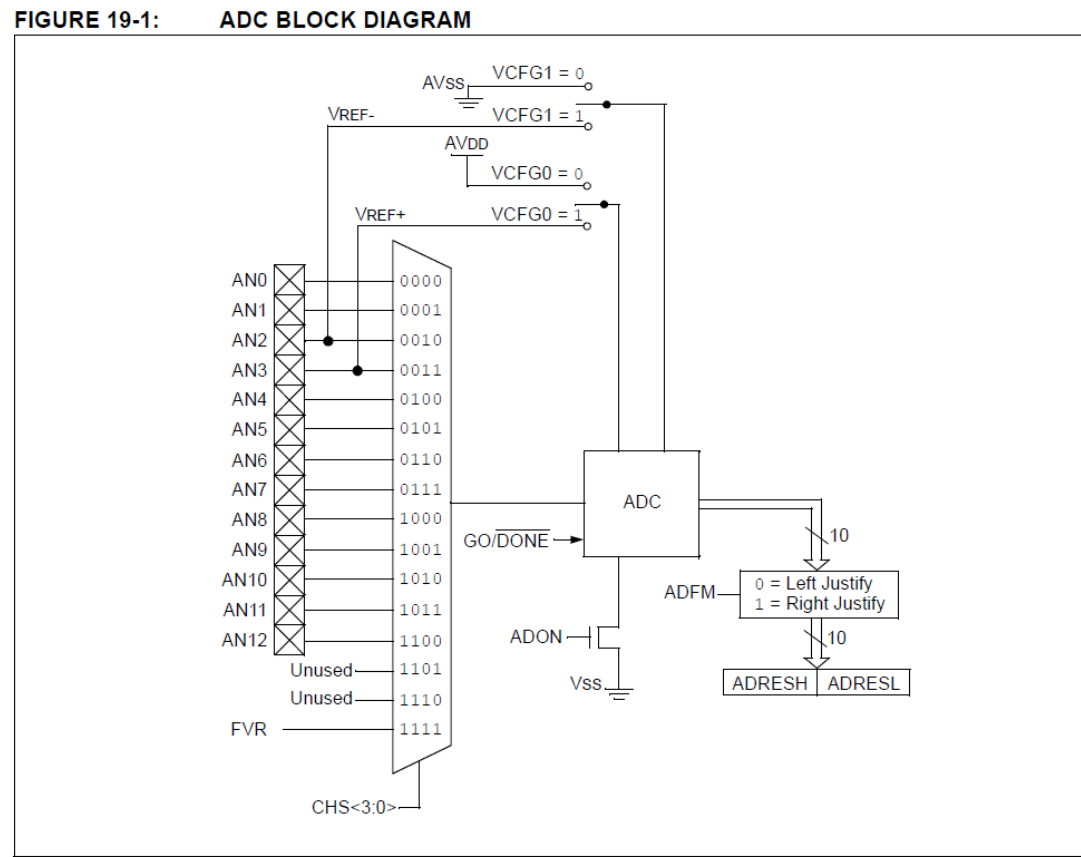 FIGURE 19-1: ADC BLOCK DIAGRAM
AVSS
VCFG1 = 0
VREF-
VCFG1 = 1
AVDD
VCFG0 = 0
VREF+
VCFG0 = 1
AN0 0000
AN1 0001
AN2 0010
AN3 0011
AN4 0100
AN5 0101
AN6 0110
AN7 0111
AN8 1000
AN9 1001
AN10 1010
AN11 1011
AN12 1100
Unused 1101
Unused 1110
FVR 1111
CHS<3:0>
ADC
GO/DONE
ADON
VSS
10
ADFM
0 = Left Justify
1 = Right Justify
10
ADRESH ADRESL